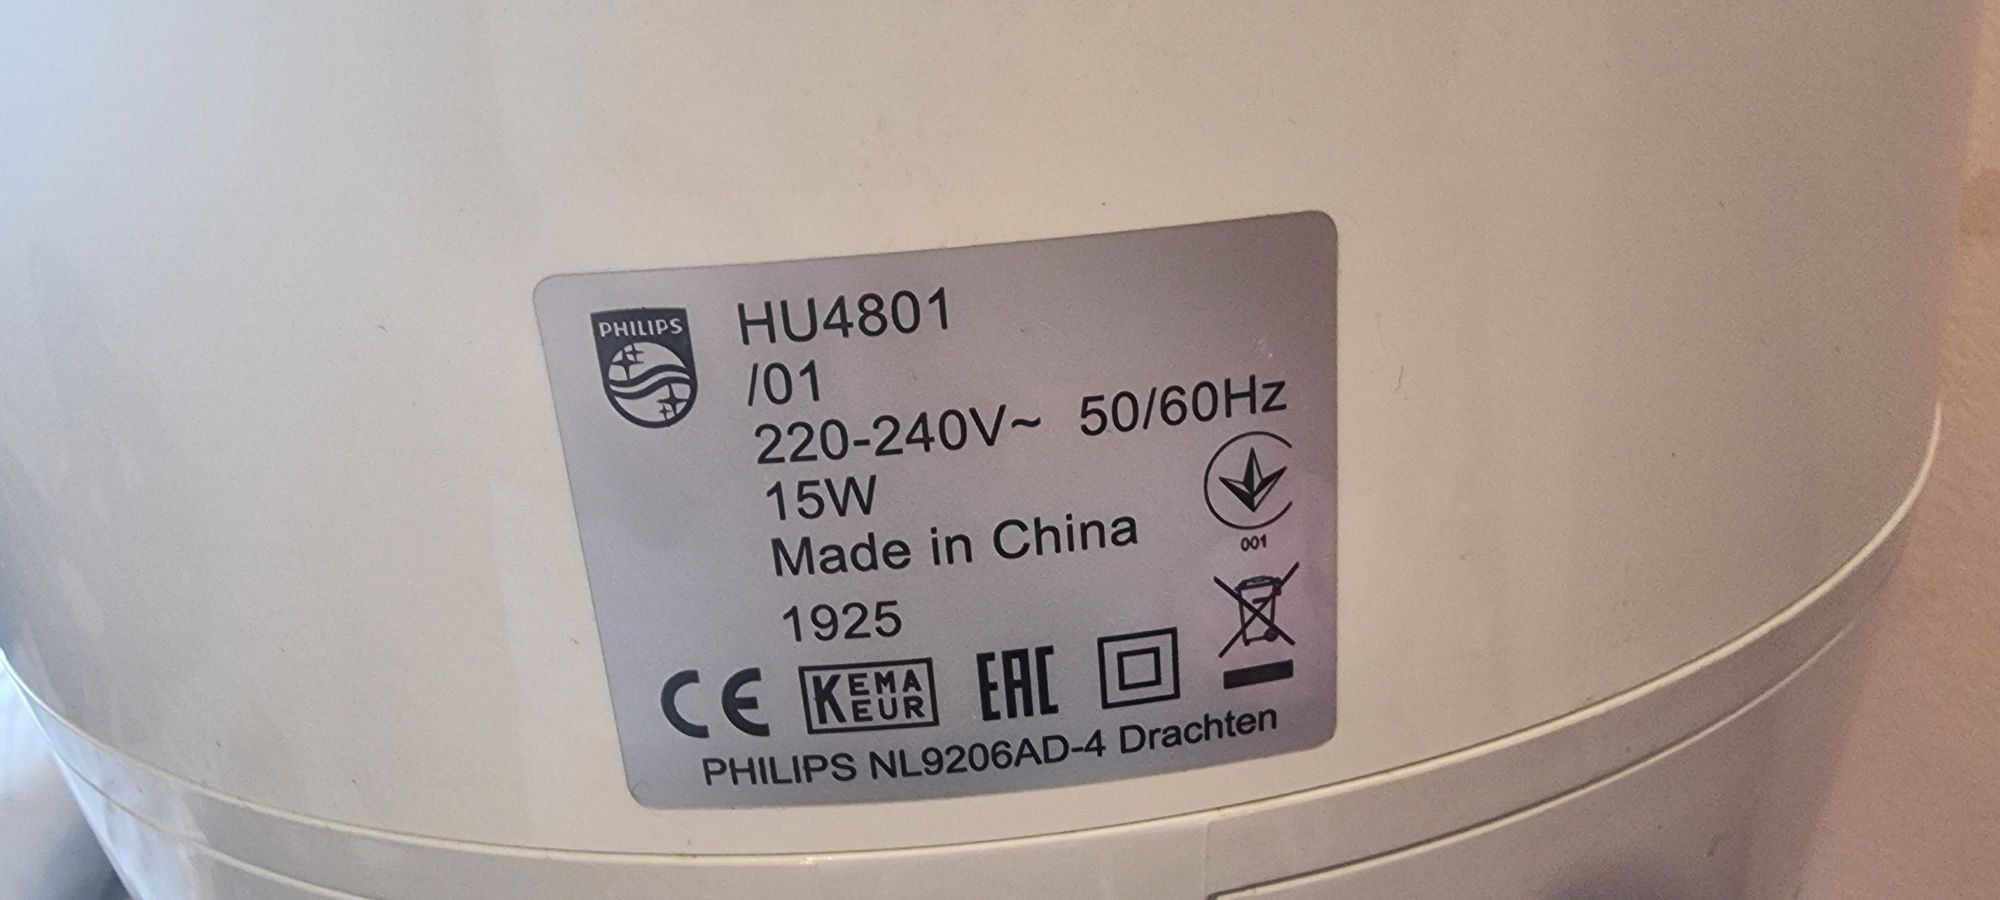 PHILIPS
HU4801
/01
220-240V~ 50/60Hz
15W
Made in China
001
1925
CE KEMA EUR EAC
PHILIPS NL9206AD-4 Drachten